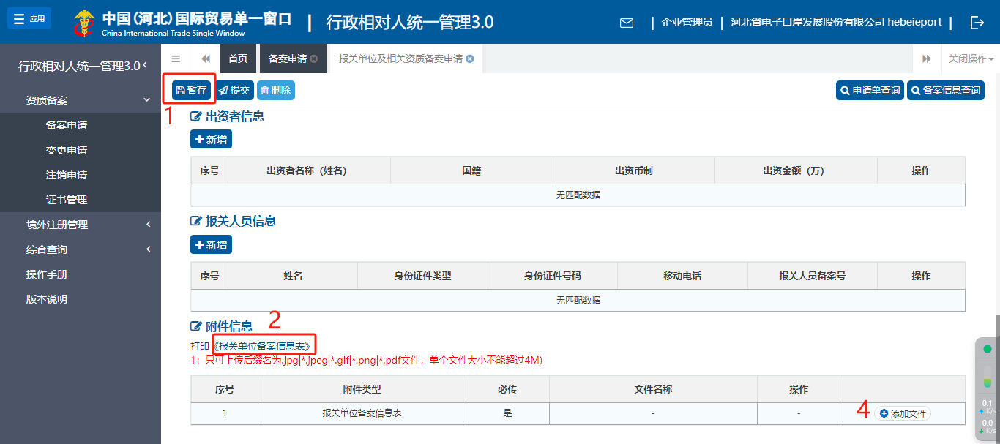 应用
中国(河北)国际贸易单一窗口
China International Trade Single Window
| 行政相对人统一管理3.0
| 企业管理员 | 河北省电子口岸发展股份有限公司 hebeieport |
行政相对人统一管理3.0
首页 备案申请 报关单位及相关资质备案申请 关闭操作
暂存 提交 删除 申请单查询 备案信息查询
1
资质备案
备案申请
变更申请
注销申请
证书管理
境外注册管理
综合查询
操作手册
版本说明
出资者信息
新增
序号 出资者名称（姓名） 国籍 出资币制 出资金额（万） 操作
无匹配数据
报关人员信息
新增
序号 姓名 身份证件类型 身份证件号码 移动电话 报关人员备案号 操作
无匹配数据
附件信息 2
打印《报关单位备案信息表》
1：只可上传后缀名为.jpg|*.jpeg|*.gif|*.png|*.pdf文件，单个文件大小不能超过4M)
序号 附件类型 必传 文件名称 操作
1 报关单位备案信息表 是 - - 4 添加文件
0.1
K/s
0.0
K/s